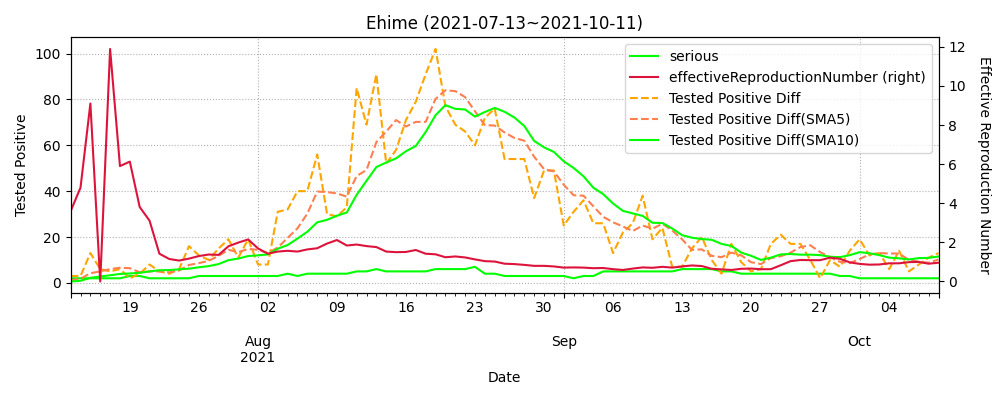 Ehime (2021-07-13~2021-10-11)
serious
effectiveReproductionNumber (right)
Tested Positive Diff
Tested Positive Diff(SMA5)
Tested Positive Diff(SMA10)
Tested Positive
100
80
60
40
20
0
12
10
8
6
4
2
0
Effective Reproduction Number
19 26 02 09 16 23 30 06 13 20 27 04
Aug Sep Oct
2021
Date